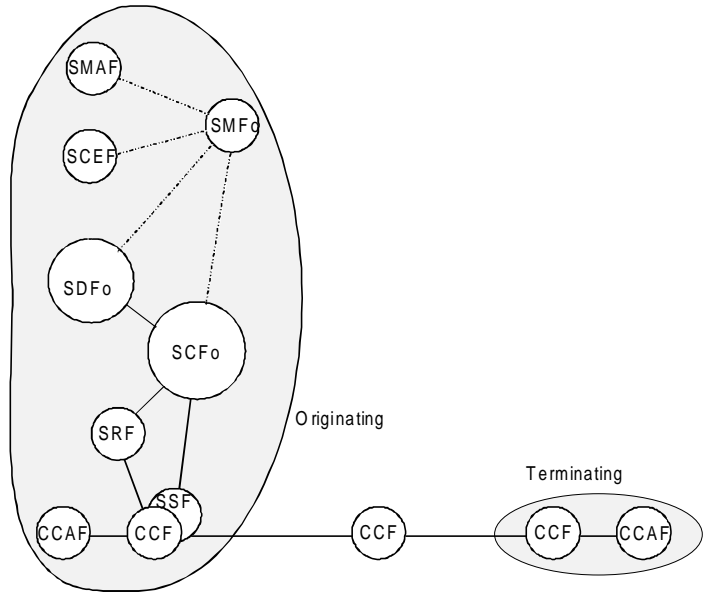 SMAF
SMFo
SCEF
SDFo
SCFo
Originating
SRF
Terminating
SSF
CCAF
CCF
CCF
CCF
CCAF